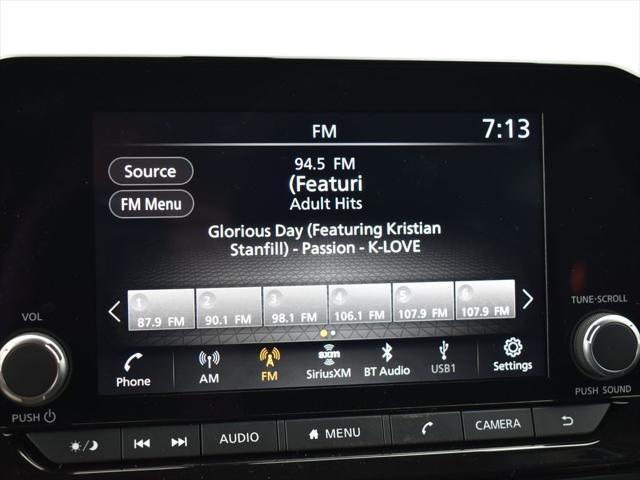 FM
7:13
94.5 FM
Source
(Featuri
FM Menu
Adult Hits
Glorious Day (Featuring Kristian
Stanfill) - Passion - K-LOVE
1
2
3
4
5
6
87.9 FM
90.1 FM
98.1 FM
106.1 FM
107.9 FM
107.9 FM
Phone
AM
FM
sxm
SiriusXM
BT Audio
USB1
Settings
VOL
PUSH
TUNE·SCROLL
PUSH SOUND
AUDIO
MENU
CAMERA